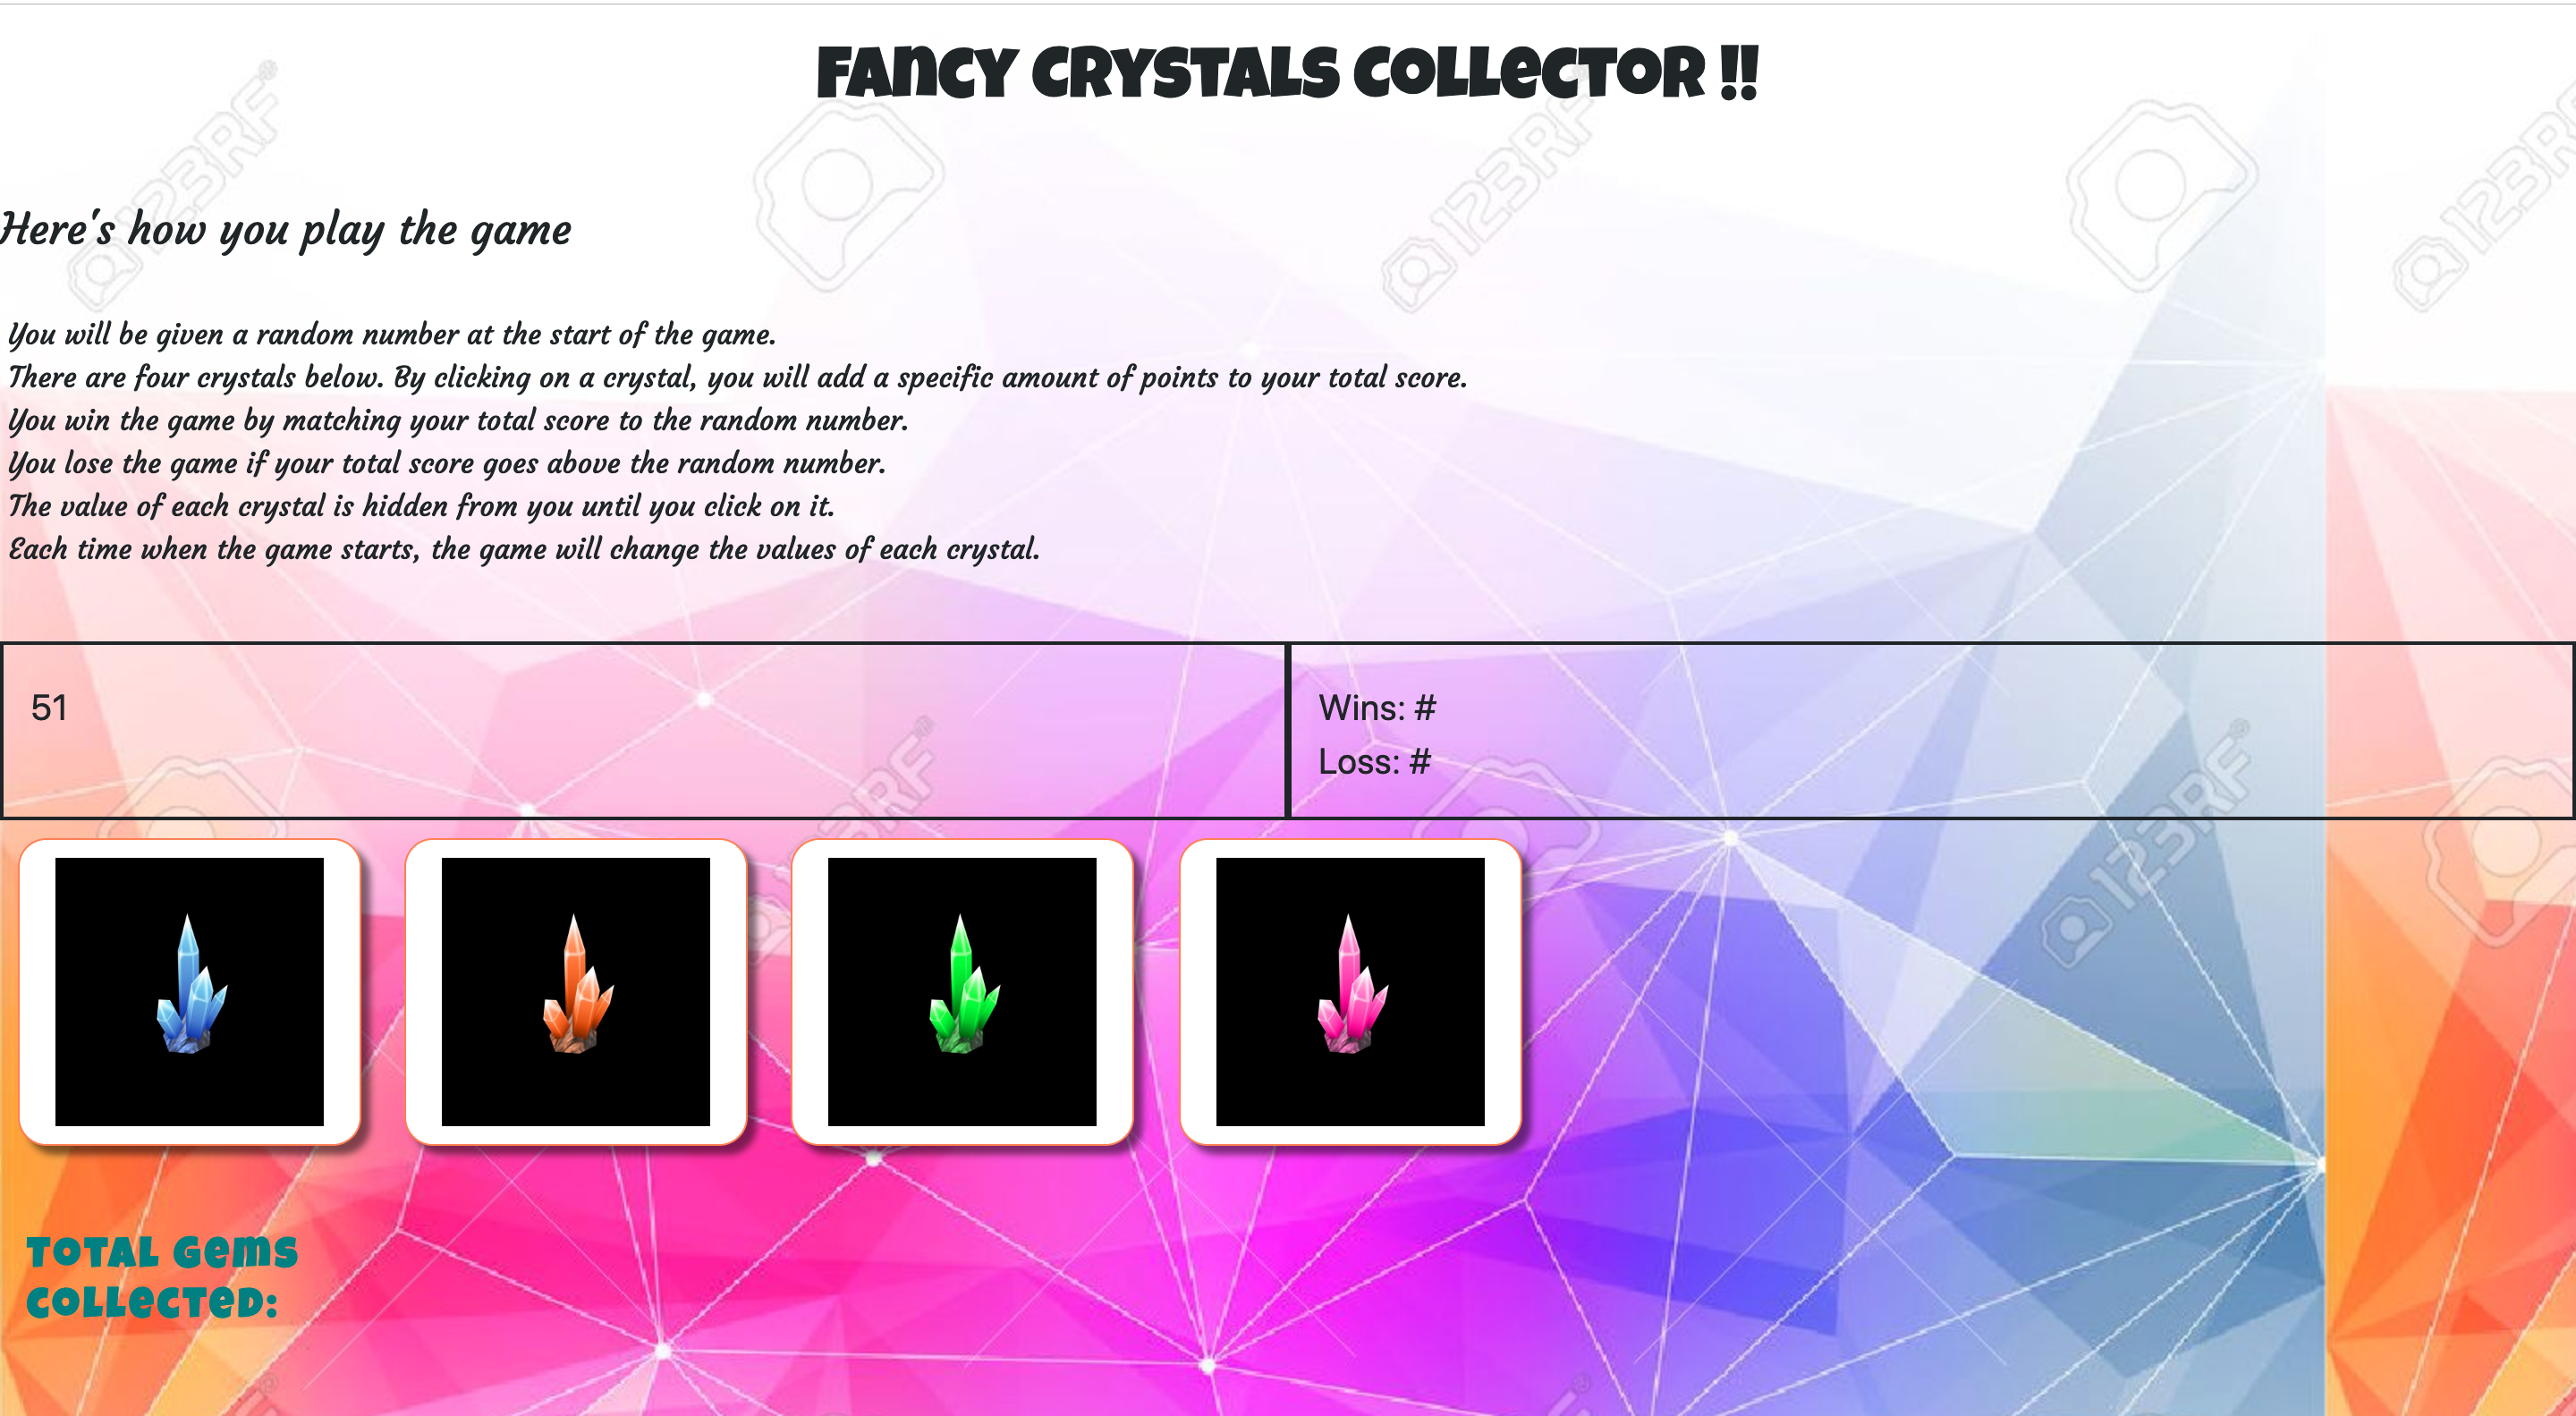 Fancy Crystals Collector !!
Here's how you play the game
You will be given a random number at the start of the game.
There are four crystals below. By clicking on a crystal, you will add a specific amount of points to your total score.
You win the game by matching your total score to the random number.
You lose the game if your total score goes above the random number.
The value of each crystal is hidden from you until you click on it.
Each time when the game starts, the game will change the values of each crystal.
51
Wins: #
Loss: #
Total Gems
Collected:
123RF
123RF
123RF
123RF
123RF